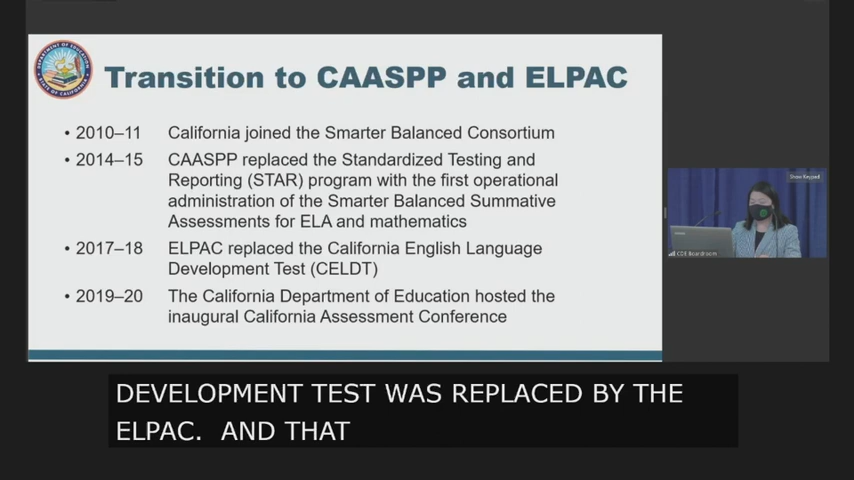 Transition to CAASPP and ELPAC
• 2010–11 California joined the Smarter Balanced Consortium
• 2014–15 CAASPP replaced the Standardized Testing and
Reporting (STAR) program with the first operational
administration of the Smarter Balanced Summative
Assessments for ELA and mathematics
• 2017–18 ELPAC replaced the California English Language
Development Test (CELDT)
• 2019–20 The California Department of Education hosted the
inaugural California Assessment Conference
CDE Boardroom
DEVELOPMENT TEST WAS REPLACED BY THE
ELPAC. AND THAT